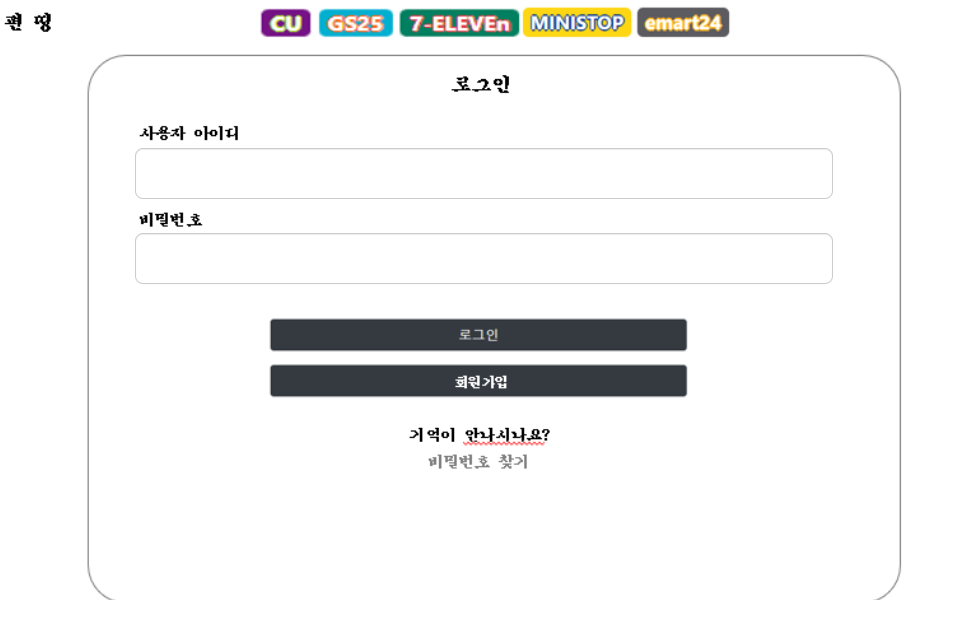 편 띵
CU GS25 7-ELEVEn MINISTOP emart24
로그인
사용자 아이디
비밀번호
로그인
회원가입
기억이 안나시나요?
비밀번호 찾기